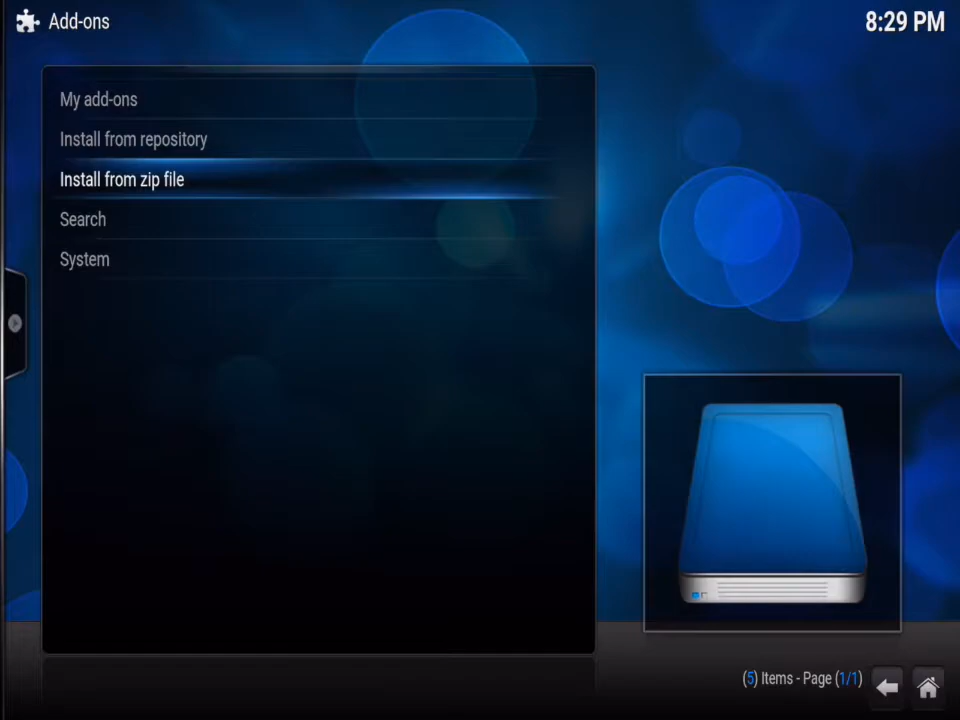 Add-ons
8:29 PM
My add-ons
Install from repository
Install from zip file
Search
System
(5) Items - Page (1/1)